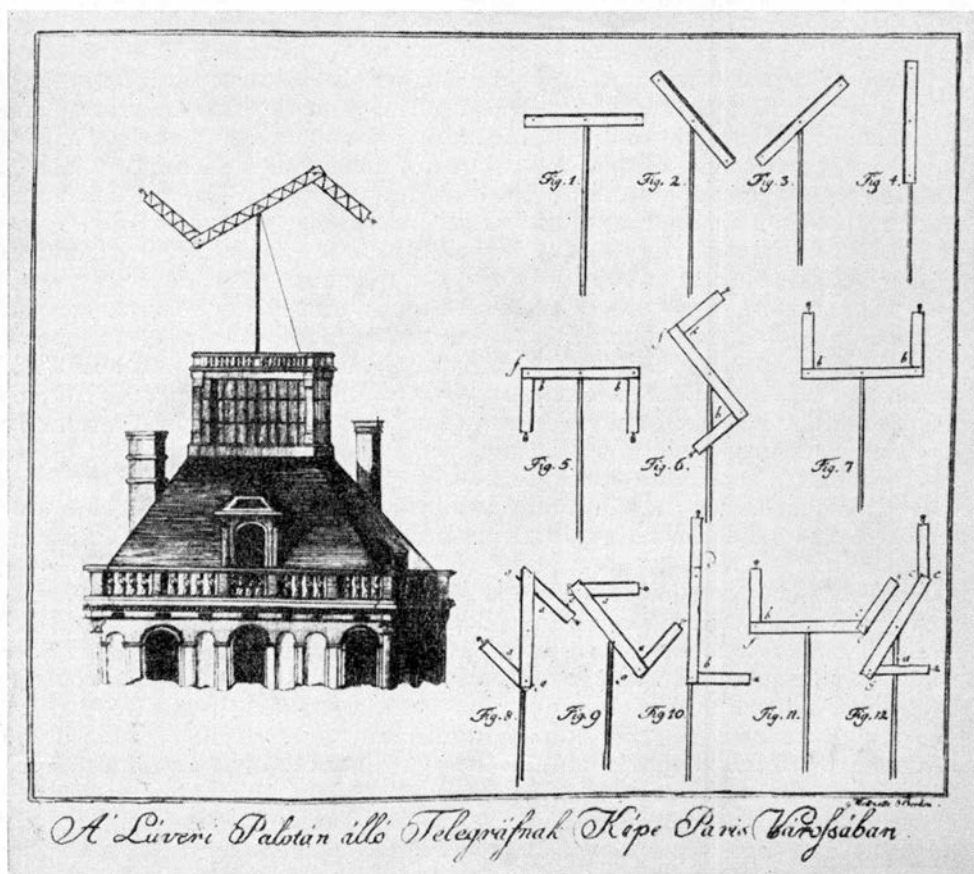 Fig. 1.
Fig. 2.
Fig. 3.
Fig 4.
Fig. 5.
Fig. 6.
Fig. 7
Fig. 8.
Fig. 9
Fig 10
Fig. 11.
Fig. 12.
A' Lúveri Palotán álló Telegráfnak Képe Páris Várossában.